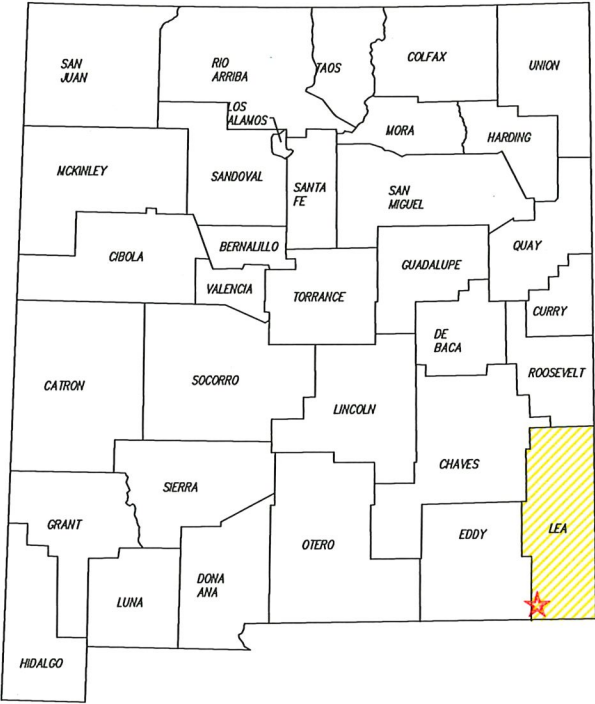 SAN
JUAN
RIO
ARRIBA
TAOS
COLFAX
UNION
LOS
ALAMOS
MORA
HARDING
MCKINLEY
SANDOVAL
SANTA
FE
SAN
MIGUEL
BERNALILLO
QUAY
CIBOLA
GUADALUPE
VALENCIA
TORRANCE
CURRY
DE
BACA
ROOSEVELT
CATRON
SOCORRO
LINCOLN
CHAVES
SIERRA
GRANT
OTERO
EDDY
LEA
DONA
ANA
LUNA
HIDALGO